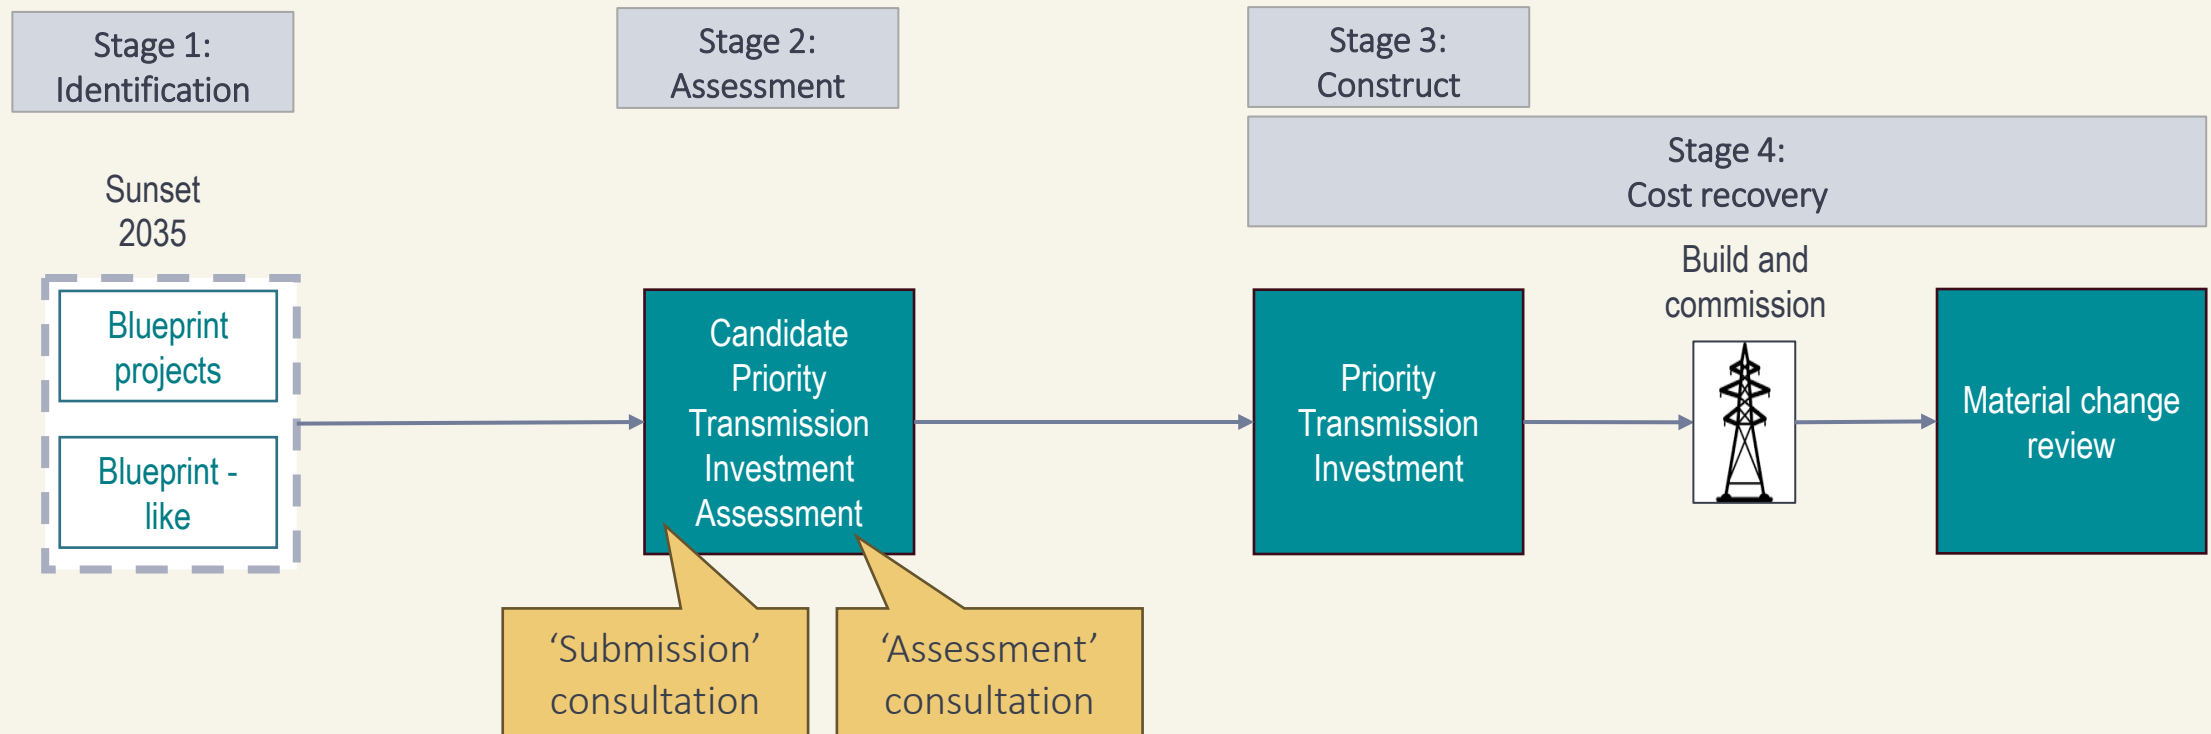 Stage 1:
Identification
Stage 2:
Assessment
Stage 3:
Construct
Stage 4:
Cost recovery
Sunset
2035
Blueprint
projects
Blueprint -
like
Candidate
Priority
Transmission
Investment
Assessment
‘Submission’
consultation
‘Assessment’
consultation
Priority
Transmission
Investment
Build and
commission
Material change
review